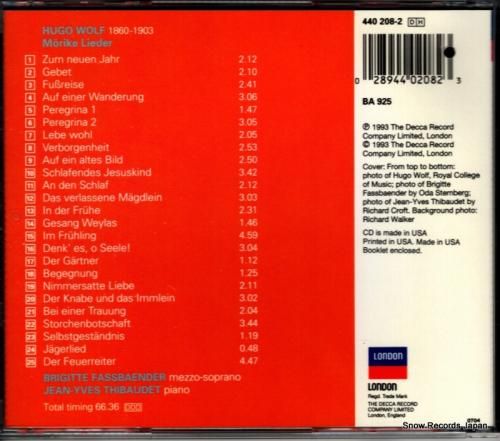 HUGO WOLF 1860-1903
Mörike Lieder
1 Zum neuen Jahr 2.12
2 Gebet 2.10
3 Fußreise 2.41
4 Auf einer Wanderung 3.06
5 Peregrina 1 1.47
6 Peregrina 2 3.05
7 Lebe wohl 2.05
8 Verborgenheit 2.53
9 Auf ein altes Bild 2.50
10 Schlafendes Jesuskind 3.42
11 An den Schlaf 2.12
12 Das verlassene Mägdlein 3.03
13 In der Frühe 2.31
14 Gesang Weylas 1.46
15 Im Frühling 4.59
16 Denk' es, o Seele! 3.04
17 Der Gärtner 1.12
18 Begegnung 1.25
19 Nimmersatte Liebe 2.11
20 Der Knabe und das Immlein 3.02
21 Bei einer Trauung 2.04
22 Storchenbotschaft 3.44
23 Selbstgeständnis 1.19
24 Jägerlied 0.48
25 Der Feuerreiter 4.47
BRIGITTE FASSBAENDER mezzo-soprano
JEAN-YVES THIBAUDET piano
Total timing 66.36 DDD
440 208-2 DH
0 28944 02082 3
BA 925
℗ 1993 The Decca Record
Company Limited, London
© 1993 The Decca Record
Company Limited, London
Cover: From top to bottom:
photo of Hugo Wolf, Royal College
of Music; photo of Brigitte
Fassbaender by Oda Sternberg;
photo of Jean-Yves Thibaudet by
Richard Croft. Background photo:
Richard Walker
CD is made in USA
Printed in USA. Made in USA
Booklet enclosed.
LONDON
LONDON
Regd. Trade Mark
THE DECCA RECORD
COMPANY LIMITED
London, England
0704
Snow Records Japan
www.snowrecords.jp